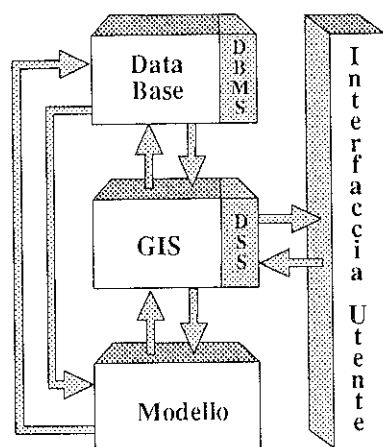 Data
Base
DBMS
GIS
DSS
Modello
Interfaccia Utente